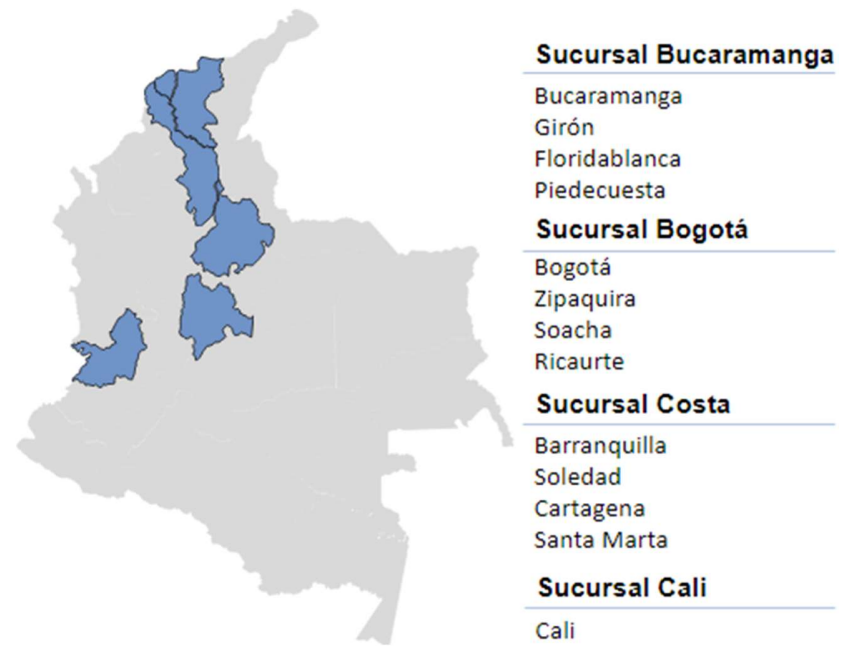 Sucursal Bucaramanga
Bucaramanga
Girón
Floridablanca
Piedecuesta
Sucursal Bogotá
Bogotá
Zipaquira
Soacha
Ricaurte
Sucursal Costa
Barranquilla
Soledad
Cartagena
Santa Marta
Sucursal Cali
Cali